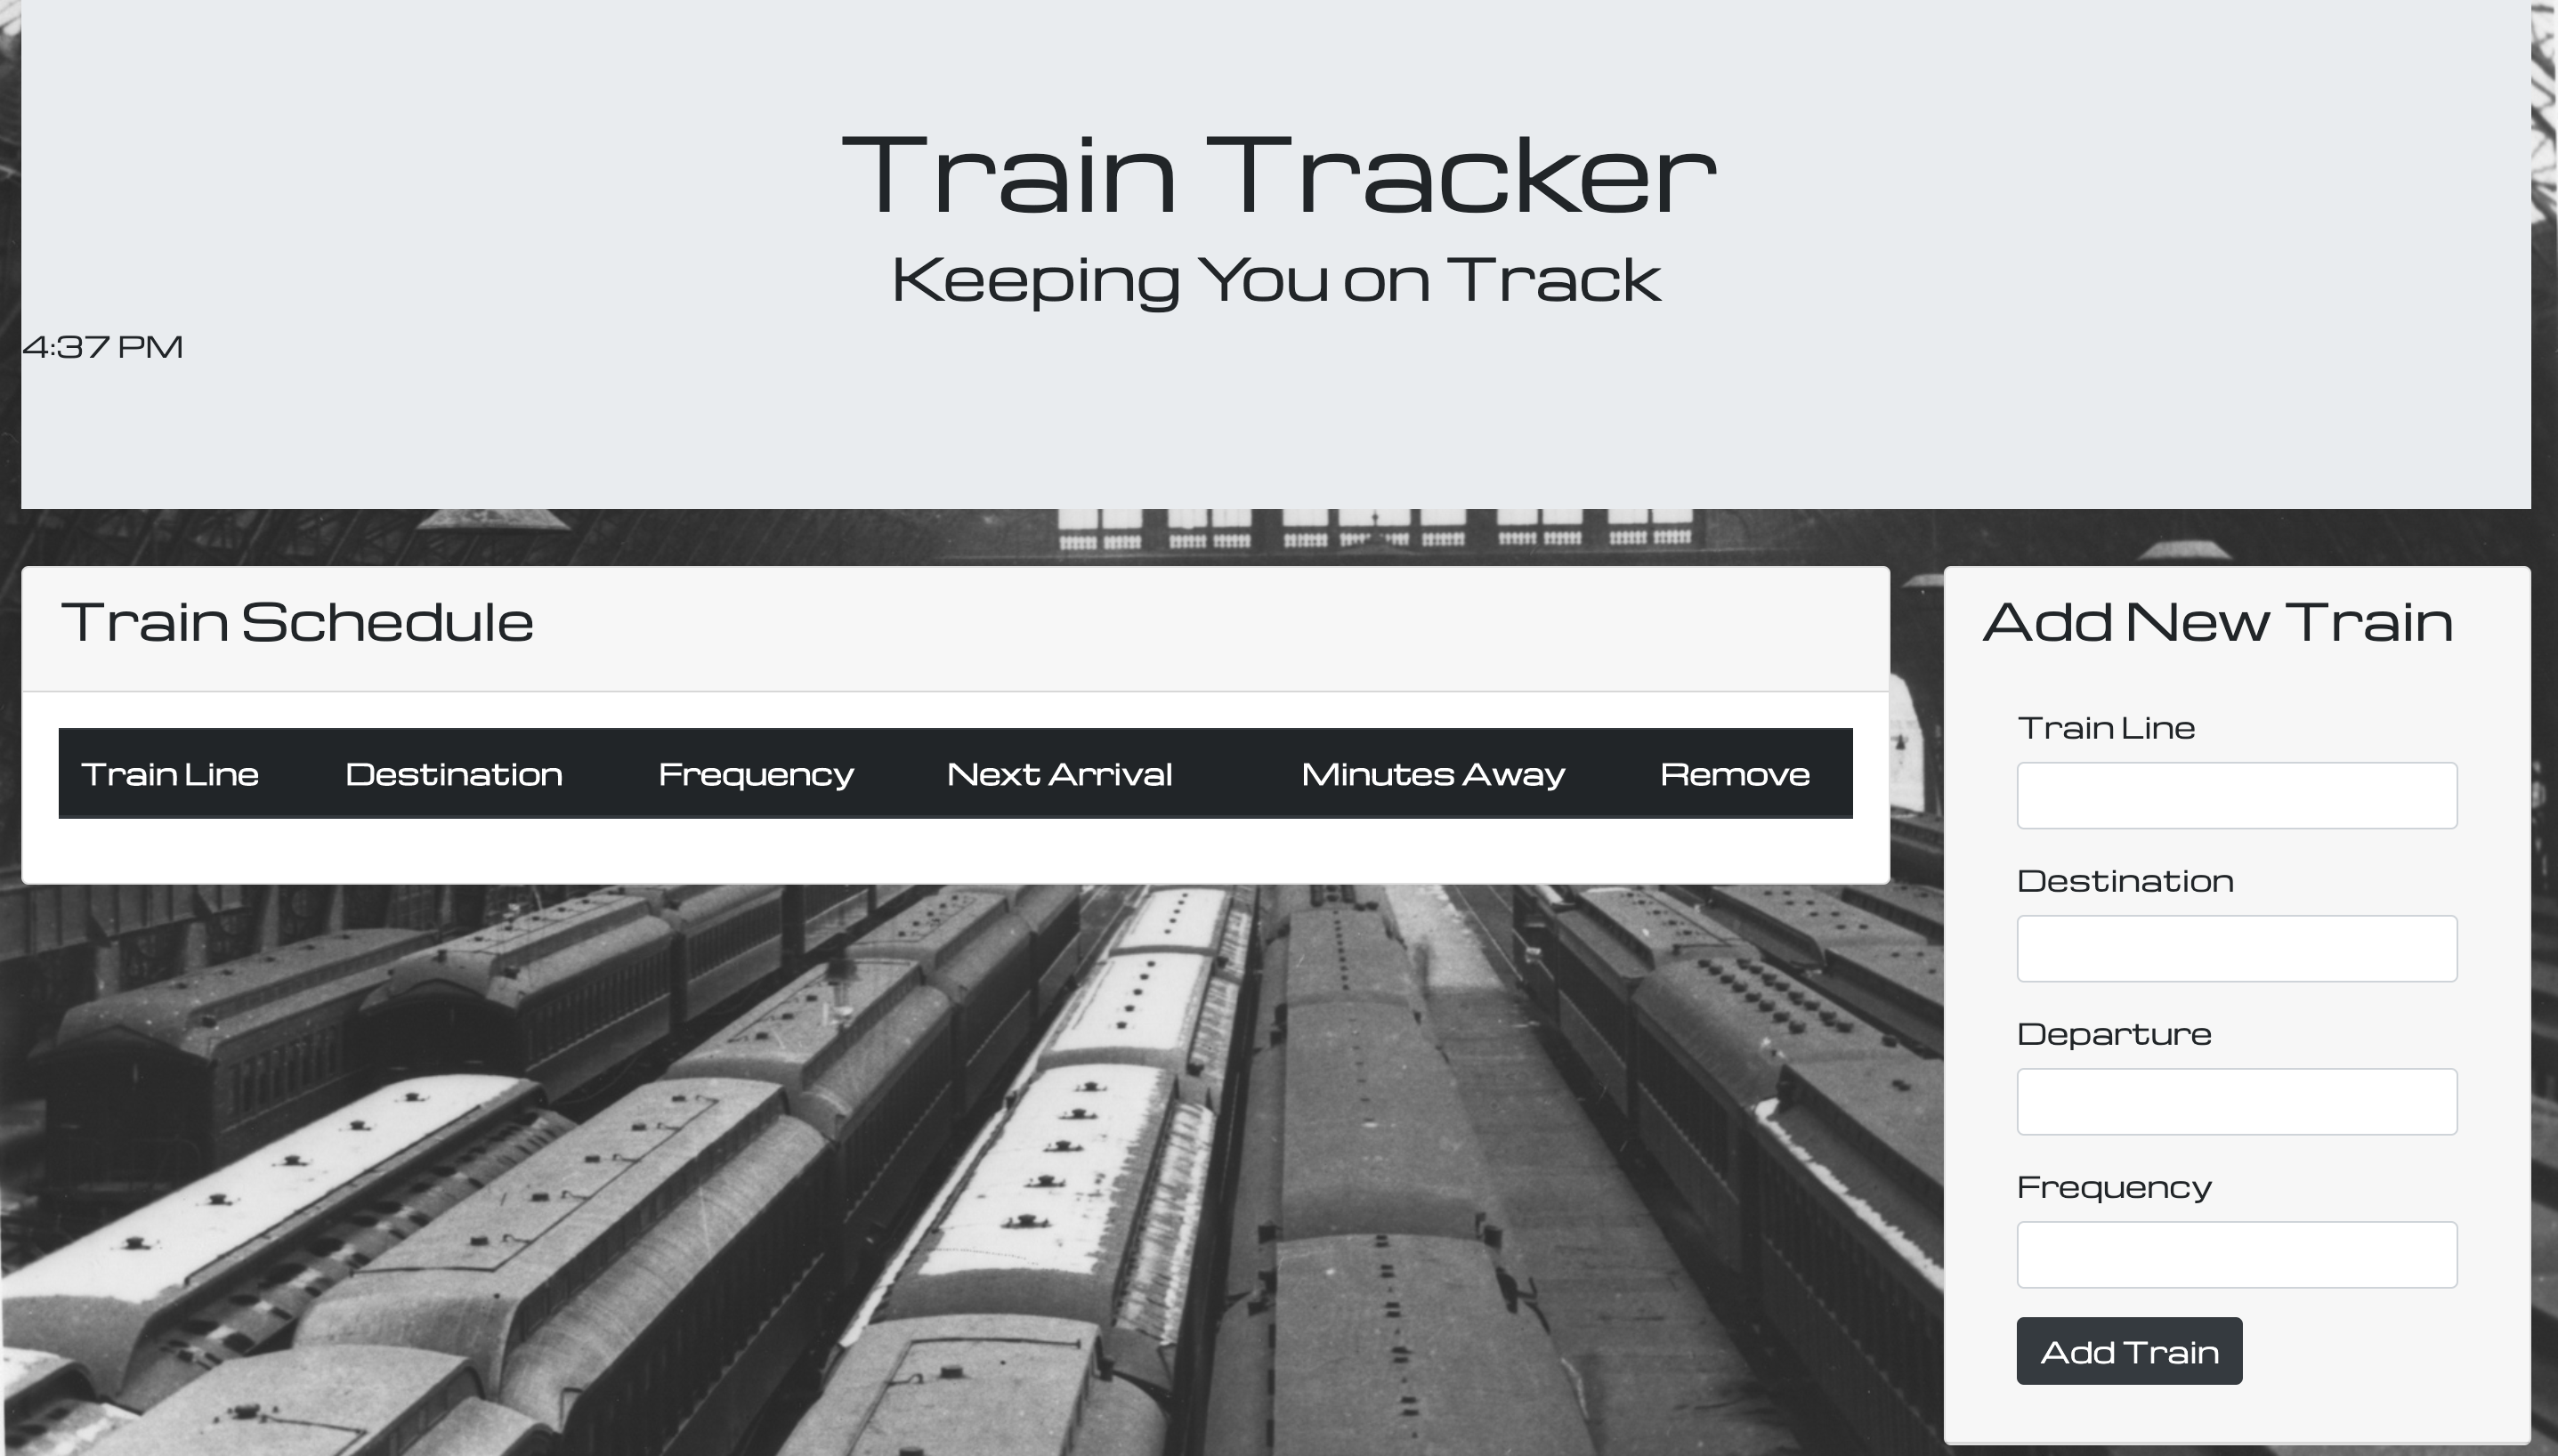 Train Tracker
Keeping You on Track
4:37 PM
Train Schedule
Train Line Destination Frequency Next Arrival Minutes Away Remove
Add New Train
Train Line
Destination
Departure
Frequency
Add Train